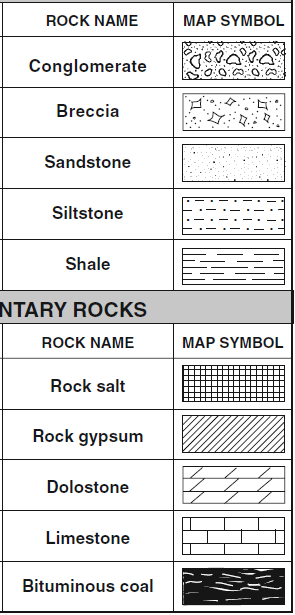 ROCK NAME MAP SYMBOL
Conglomerate
Breccia
Sandstone
Siltstone
Shale
NTARY ROCKS
ROCK NAME MAP SYMBOL
Rock salt
Rock gypsum
Dolostone
Limestone
Bituminous coal